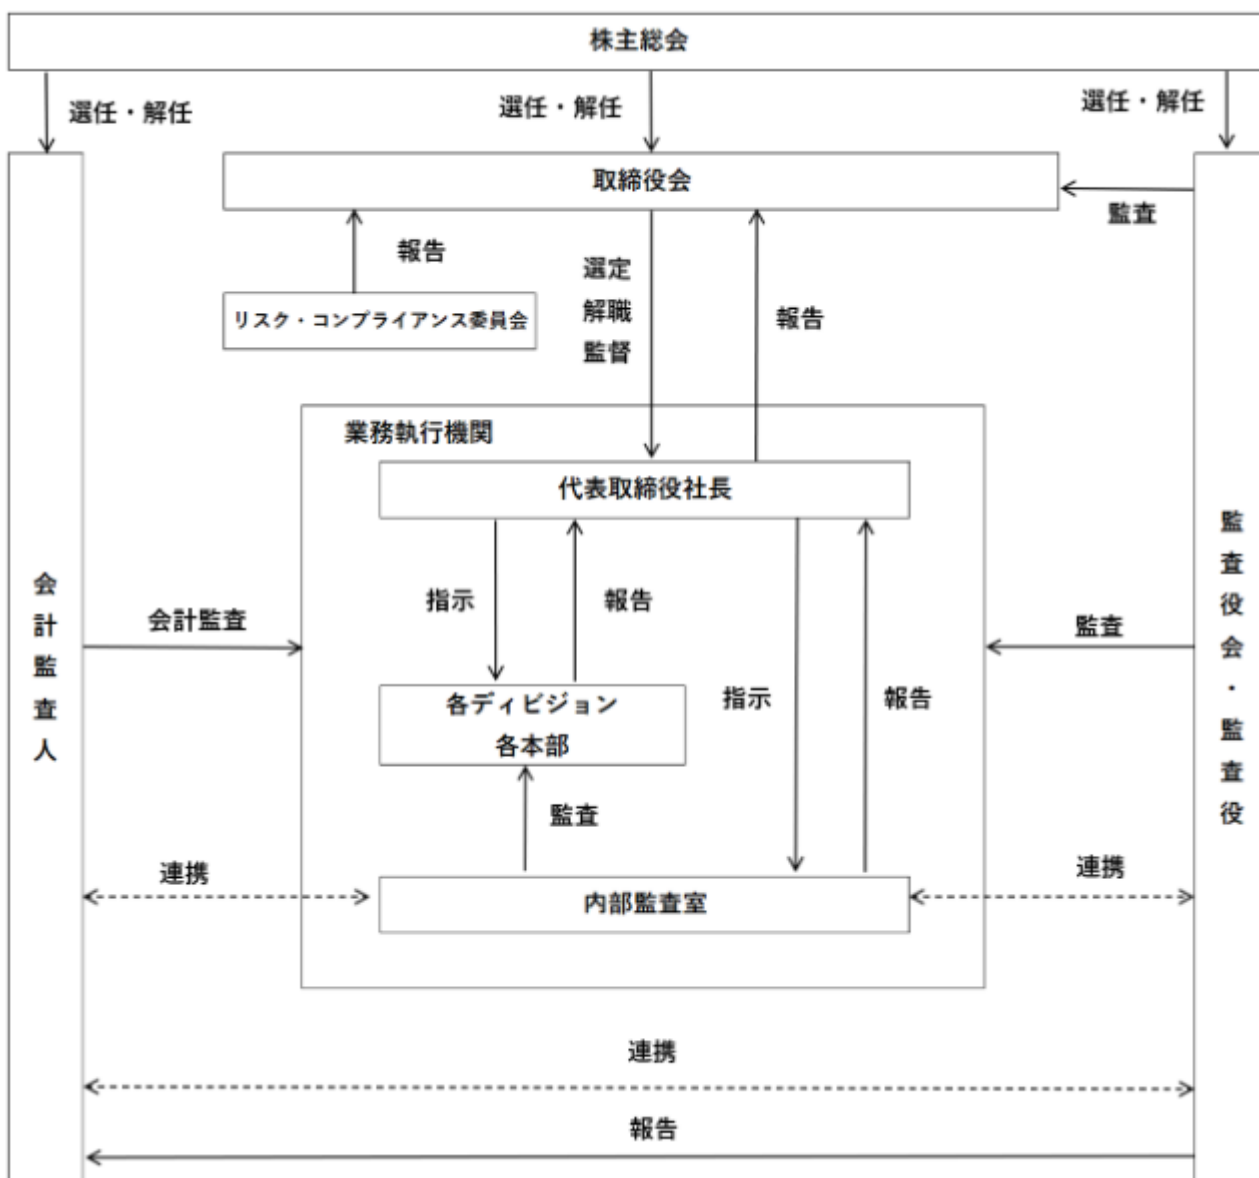 株主総会
選任・解任
選任・解任
選任・解任
取締役会
監査
報告
リスク・コンプライアンス委員会
選定
解職
監督
報告
業務執行機関
代表取締役社長
指示
報告
会計監査
監査
会計監査人
監査役会・監査役
各ディビジョン
各本部
指示
報告
監査
連携
内部監査室
連携
連携
報告